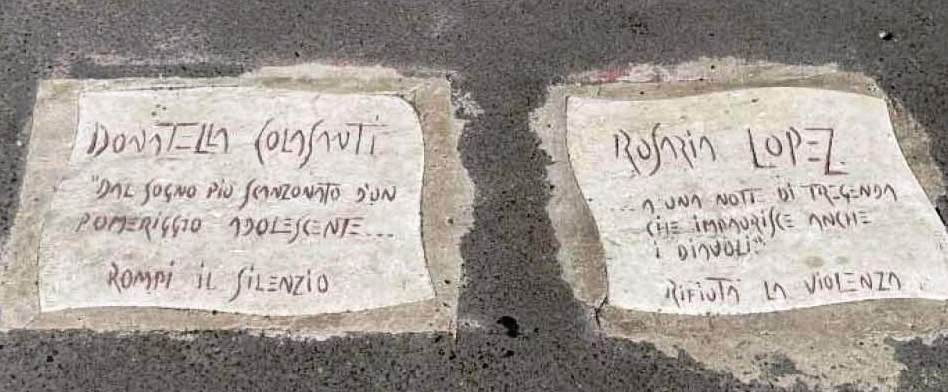 DONATELLA COLASANTI
"DAL SOGNO PIÙ SCANZONATO D'UN
POMERIGGIO ADOLESCENTE...
ROMPI IL SILENZIO
ROSARIA LOPEZ
...A UNA NOTTE DI TREGENDA
CHE IMPAURISCE ANCHE
I DIAVOLI"
RIFIUTA LA VIOLENZA